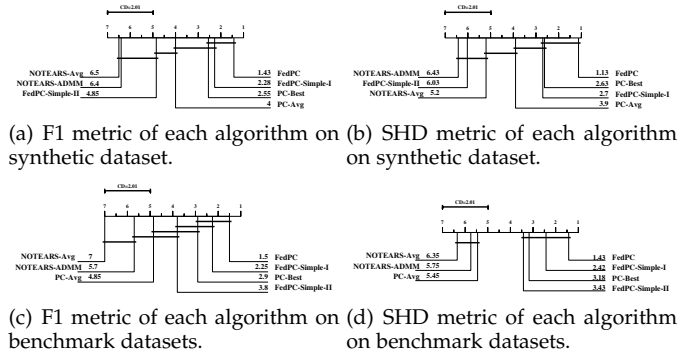 CD=2.01
7 6 5 4 3 2 1
NOTEARS-Avg 6.5
NOTEARS-ADMM 6.4
FedPC-Simple-II 4.85
1.43 FedPC
2.28 FedPC-Simple-I
2.55 PC-Best
4 PC-Avg
CD=2.01
7 6 5 4 3 2 1
NOTEARS-ADMM 6.43
FedPC-Simple-II 6.03
NOTEARS-Avg 5.2
1.13 FedPC
2.63 PC-Best
2.7 FedPC-Simple-I
3.9 PC-Avg
(a) F1 metric of each algorithm on
synthetic dataset.
(b) SHD metric of each algorithm
on synthetic dataset.
CD=2.01
7 6 5 4 3 2 1
NOTEARS-Avg 7
NOTEARS-ADMM 5.7
PC-Avg 4.85
1.5 FedPC
2.25 FedPC-Simple-I
2.9 PC-Best
3.8 FedPC-Simple-II
CD=2.01
7 6 5 4 3 2 1
NOTEARS-Avg 6.35
NOTEARS-ADMM 5.75
PC-Avg 5.45
1.43 FedPC
2.42 FedPC-Simple-I
3.18 PC-Best
3.43 FedPC-Simple-II
(c) F1 metric of each algorithm on
benchmark datasets.
(d) SHD metric of each algorithm
on benchmark datasets.